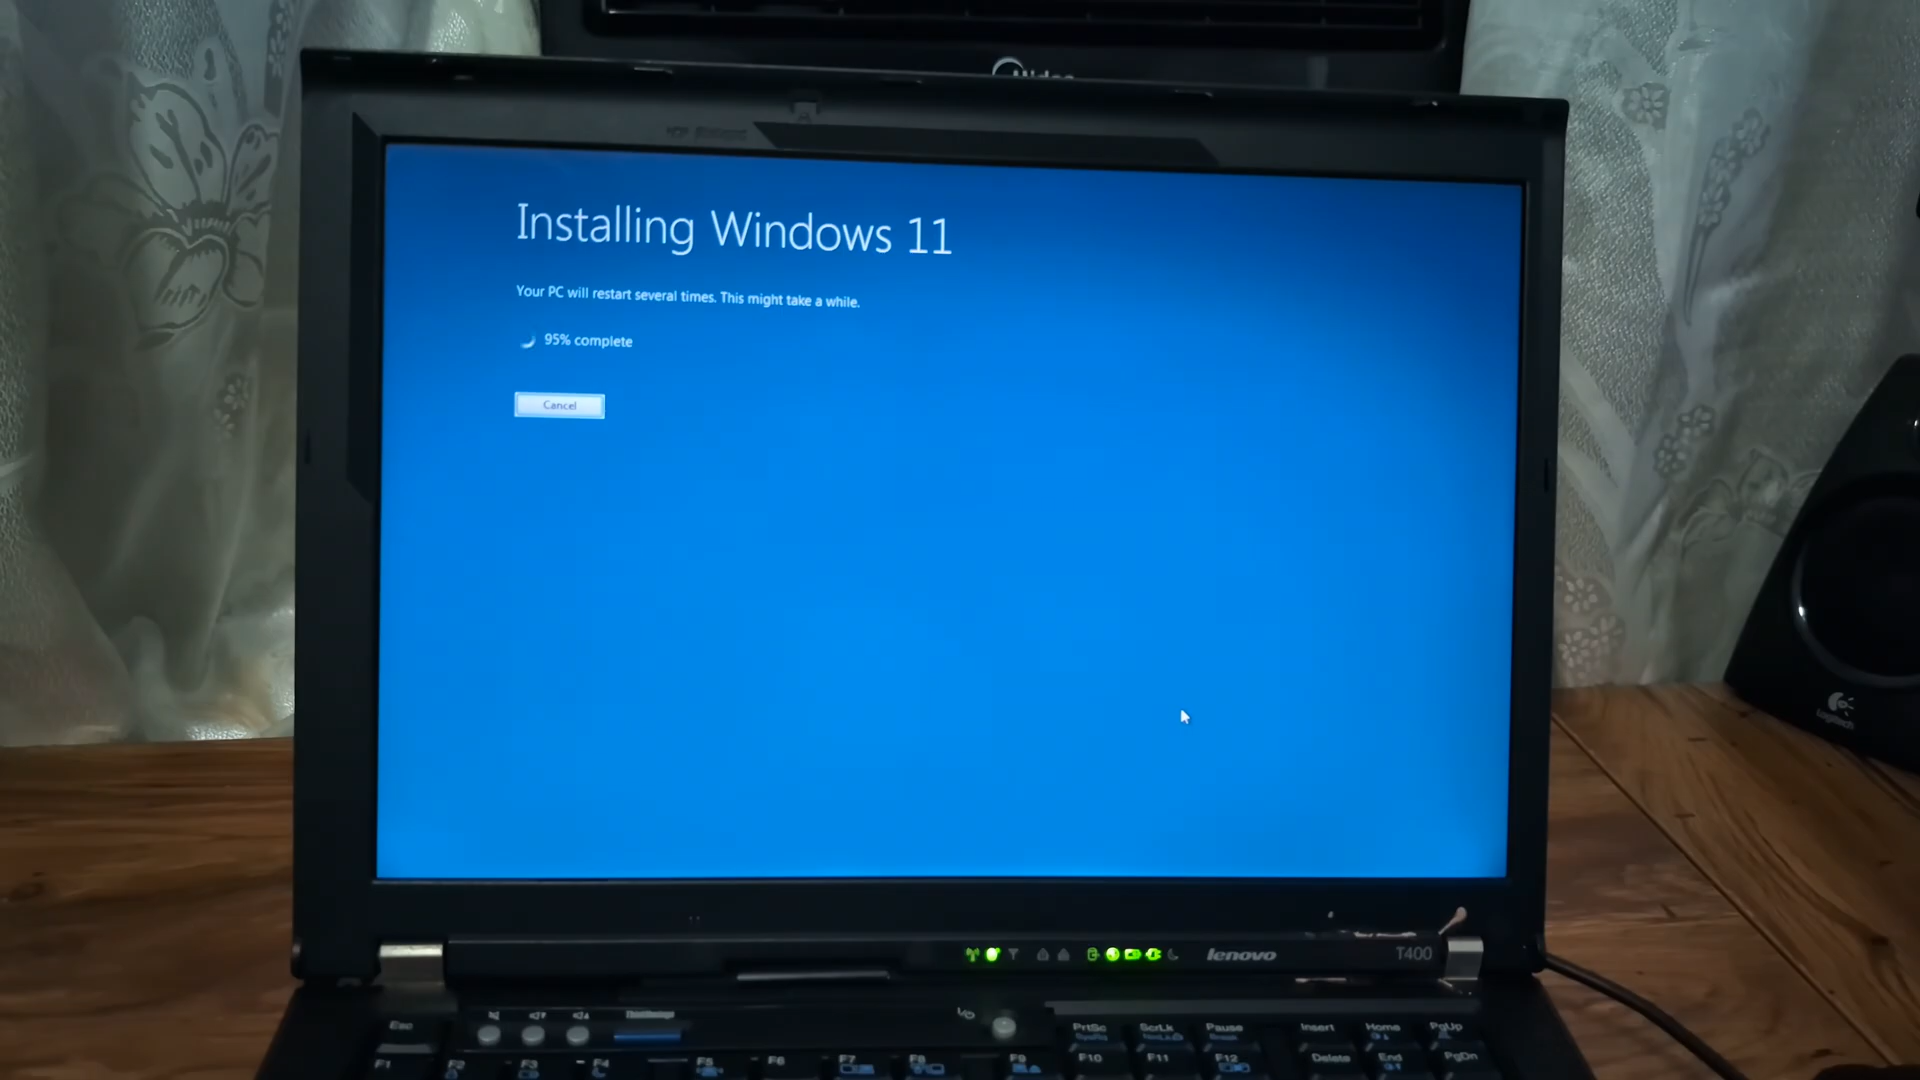 Midea
Installing Windows 11
Your PC will restart several times. This might take a while.
95% complete
Cancel
Logitech
lenovo
T400
Esc
PrtSc
ScrLk
Pause
Insert
Home
PgUp
F1
F2
F3
F4
F5
F6
F7
F8
F9
F10
F11
F12
Delete
End
PgDn